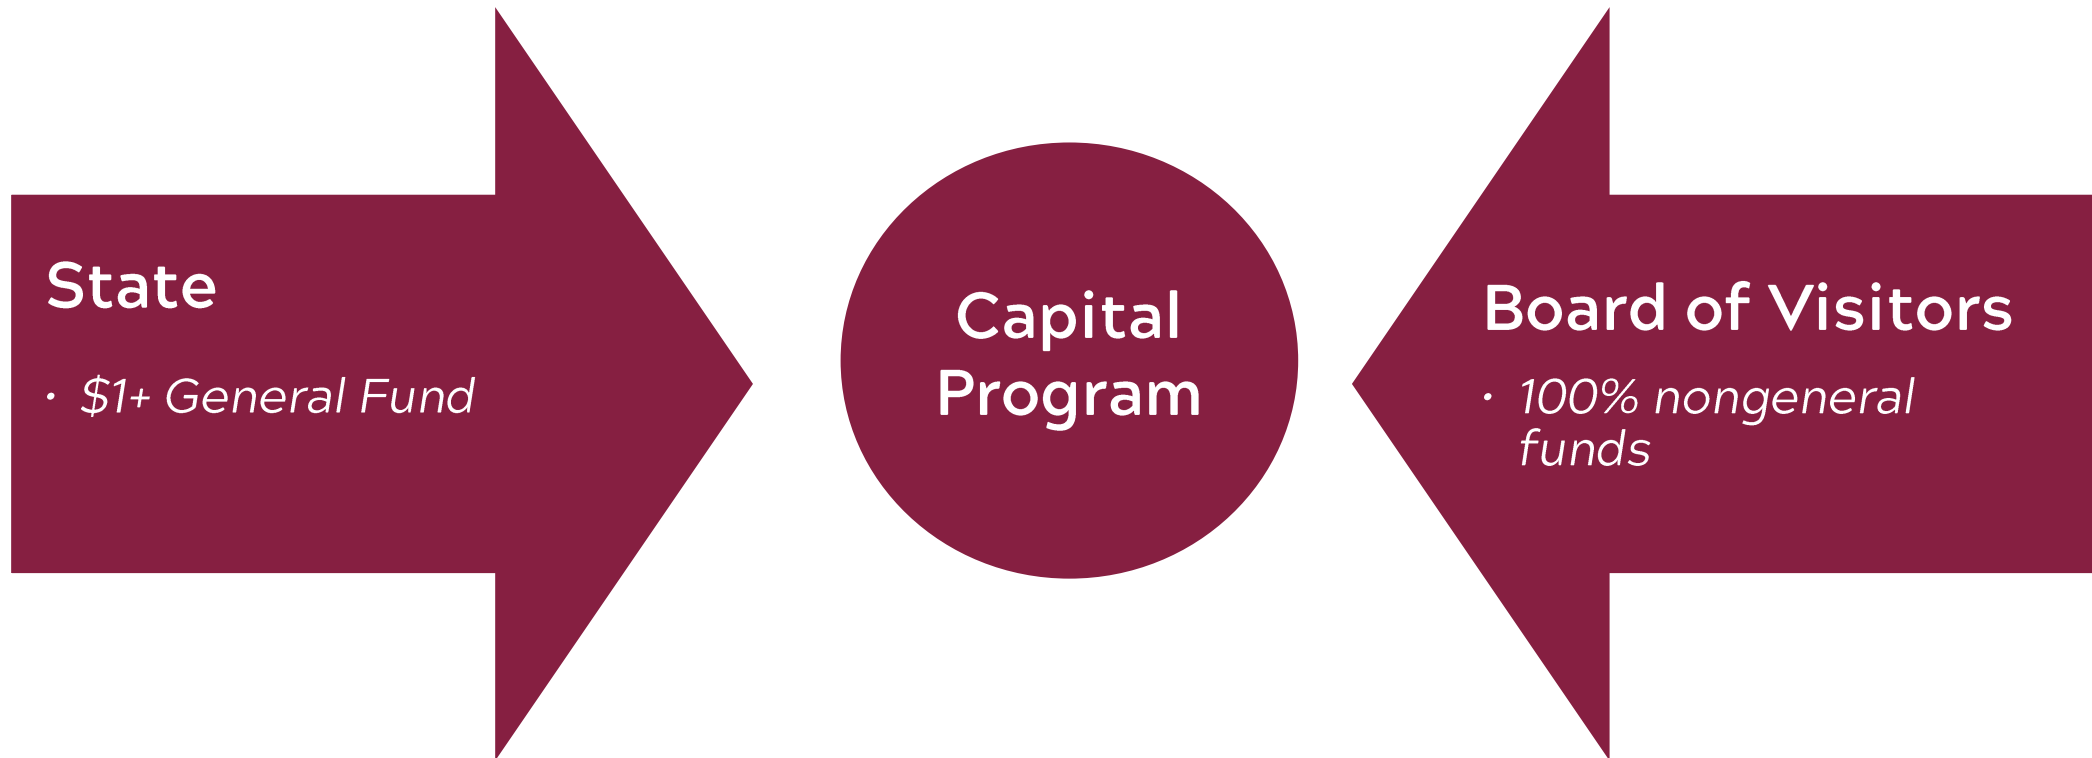 State
• $1+ General Fund
Capital
Program
Board of Visitors
• 100% nongeneral
funds